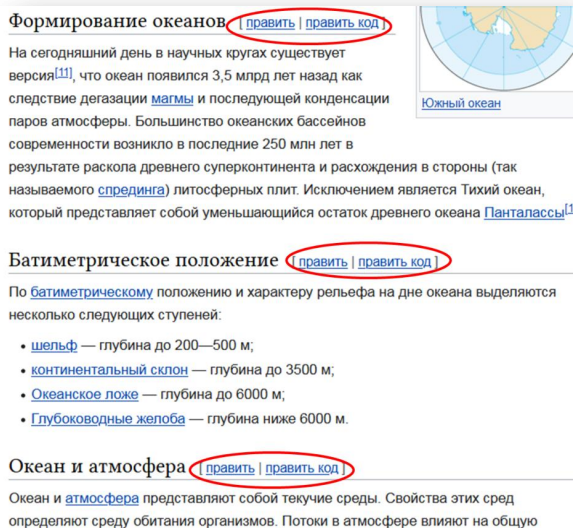 Формирование океанов [ править | править код ]
На сегодняшний день в научных кругах существует
версия[11], что океан появился 3,5 млрд лет назад как
следствие дегазации магмы и последующей конденсации
паров атмосферы. Большинство океанских бассейнов
современности возникло в последние 250 млн лет в
результате раскола древнего суперконтинента и расхождения в стороны (так
называемого спрединга) литосферных плит. Исключением является Тихий океан,
который представляет собой уменьшающийся остаток древнего океана Панталассы[1
Южный океан
Батиметрическое положение [ править | править код ]
По батиметрическому положению и характеру рельефа на дне океана выделяются
несколько следующих ступеней:
• шельф — глубина до 200—500 м;
• континентальный склон — глубина до 3500 м;
• Океанское ложе — глубина до 6000 м;
• Глубоководные желоба — глубина ниже 6000 м.
Океан и атмосфера [ править | править код ]
Океан и атмосфера представляют собой текучие среды. Свойства этих сред
определяют среду обитания организмов. Потоки в атмосфере влияют на общую